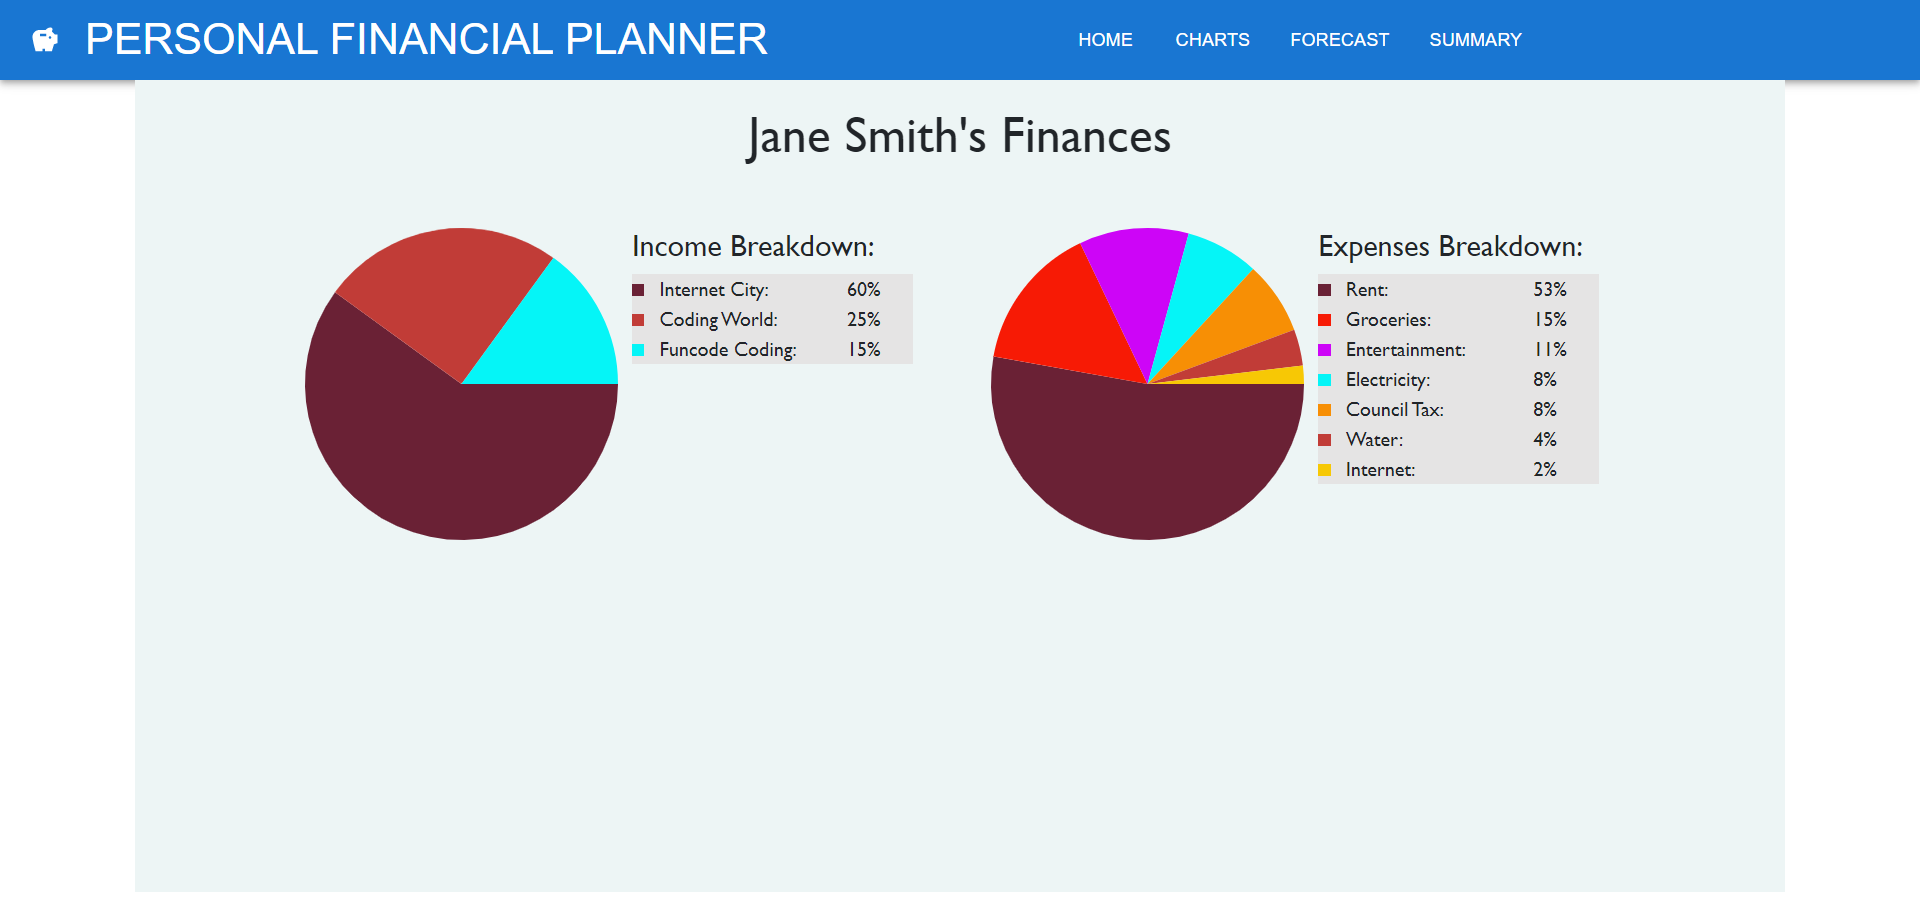 PERSONAL FINANCIAL PLANNER
HOME CHARTS FORECAST SUMMARY
Jane Smith's Finances
Income Breakdown:
Internet City: 60%
Coding World: 25%
Funcode Coding: 15%
Expenses Breakdown:
Rent: 53%
Groceries: 15%
Entertainment: 11%
Electricity: 8%
Council Tax: 8%
Water: 4%
Internet: 2%